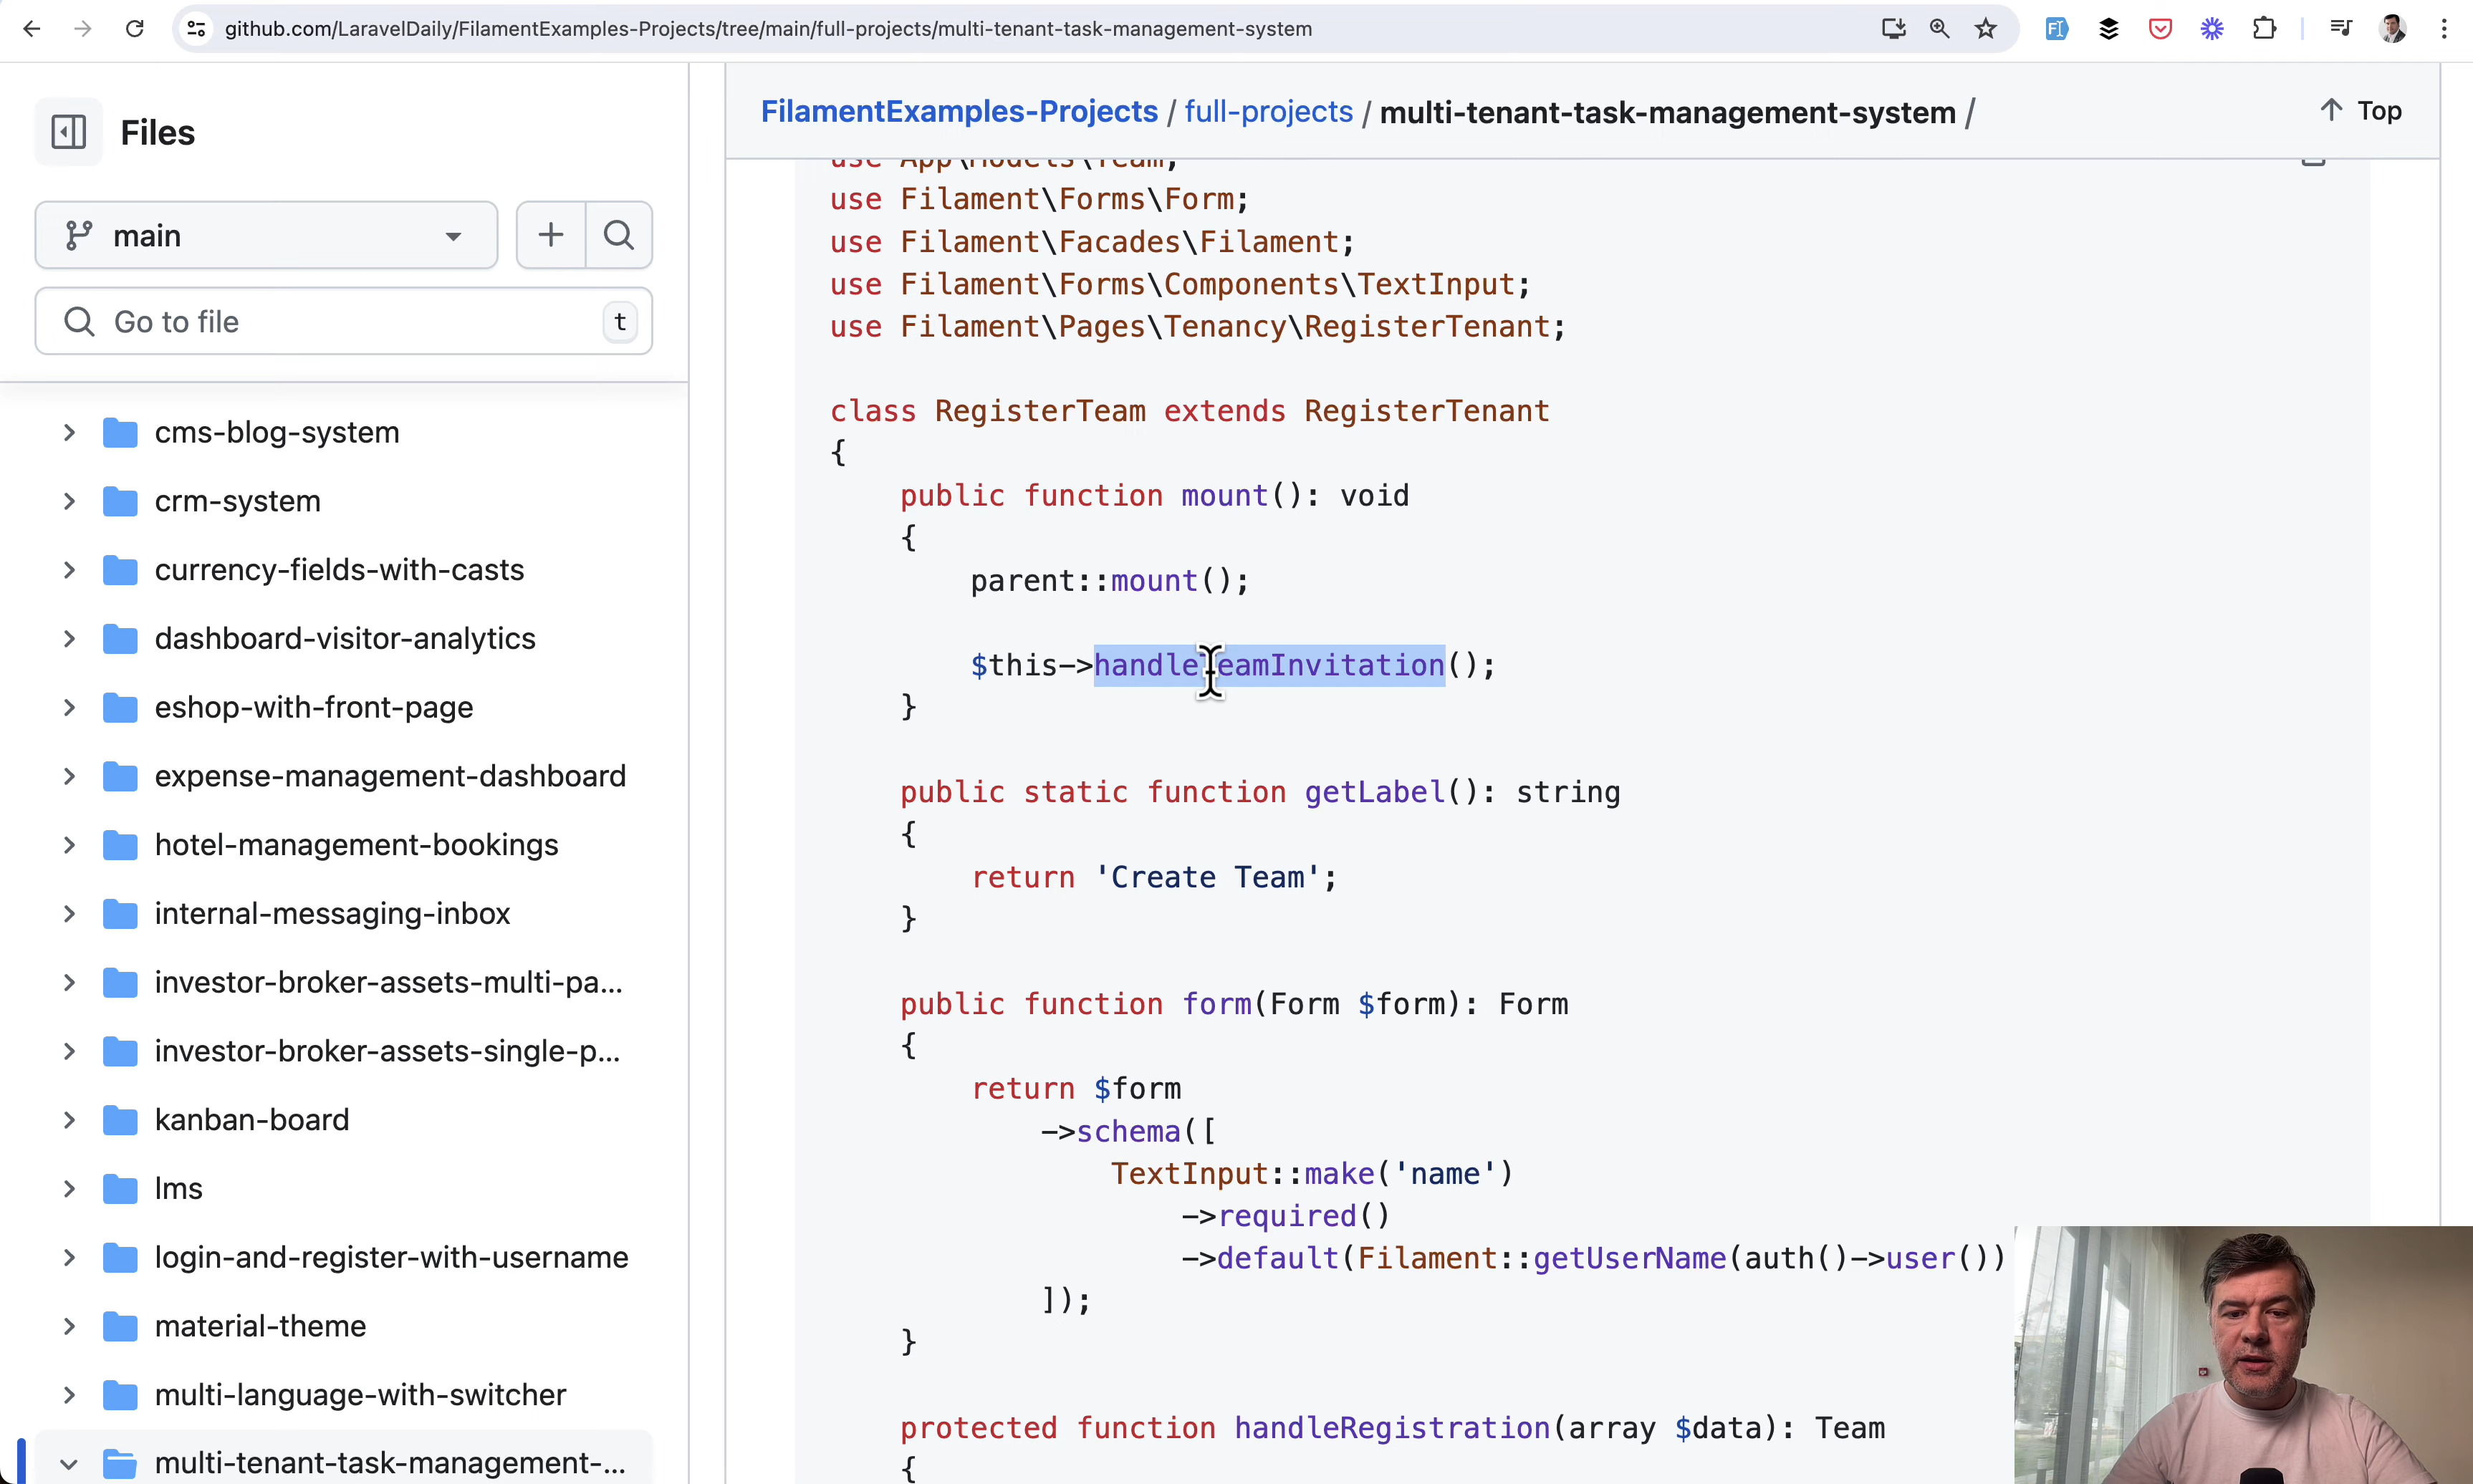 github.com/LaravelDaily/FilamentExamples-Projects/tree/main/full-projects/multi-tenant-task-management-system
Files
main
Go to file
t
cms-blog-system
crm-system
currency-fields-with-casts
dashboard-visitor-analytics
eshop-with-front-page
expense-management-dashboard
hotel-management-bookings
internal-messaging-inbox
investor-broker-assets-multi-pa...
investor-broker-assets-single-p...
kanban-board
lms
login-and-register-with-username
material-theme
multi-language-with-switcher
multi-tenant-task-management-...
FilamentExamples-Projects / full-projects / multi-tenant-task-management-system /
Top
use App\Models\Team;
use Filament\Forms\Form;
use Filament\Facades\Filament;
use Filament\Forms\Components\TextInput;
use Filament\Pages\Tenancy\RegisterTenant;
class RegisterTeam extends RegisterTenant
{
public function mount(): void
{
parent::mount();
$this->handleTeamInvitation();
}
public static function getLabel(): string
{
return 'Create Team';
}
public function form(Form $form): Form
{
return $form
->schema([
TextInput::make('name')
->required()
->default(Filament::getUserName(auth()->user())
]);
}
protected function handleRegistration(array $data): Team
{